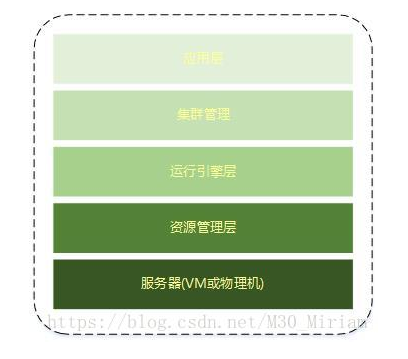 应用层
集群管理
运行引擎层
资源管理层
服务器(VM或物理机)
https://blog.csdn.net/M30_Miriam